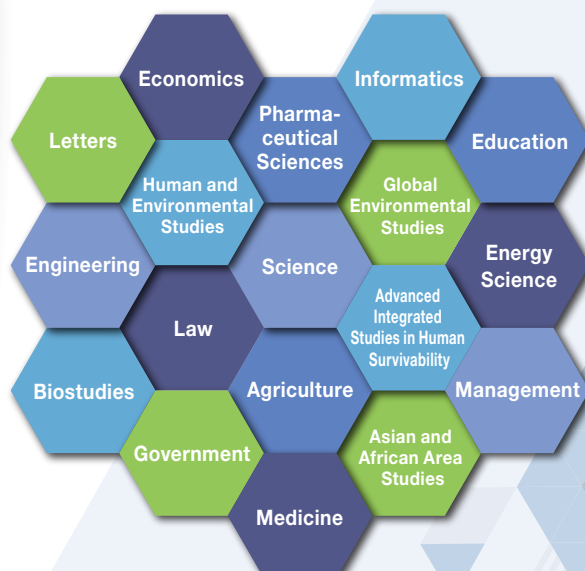 Economics
Informatics
Letters
Pharma-
ceutical
Sciences
Education
Human and
Environmental
Studies
Global
Environmental
Studies
Engineering
Science
Energy
Science
Law
Advanced
Integrated
Studies in Human
Survivability
Biostudies
Agriculture
Management
Government
Asian and
African Area
Studies
Medicine